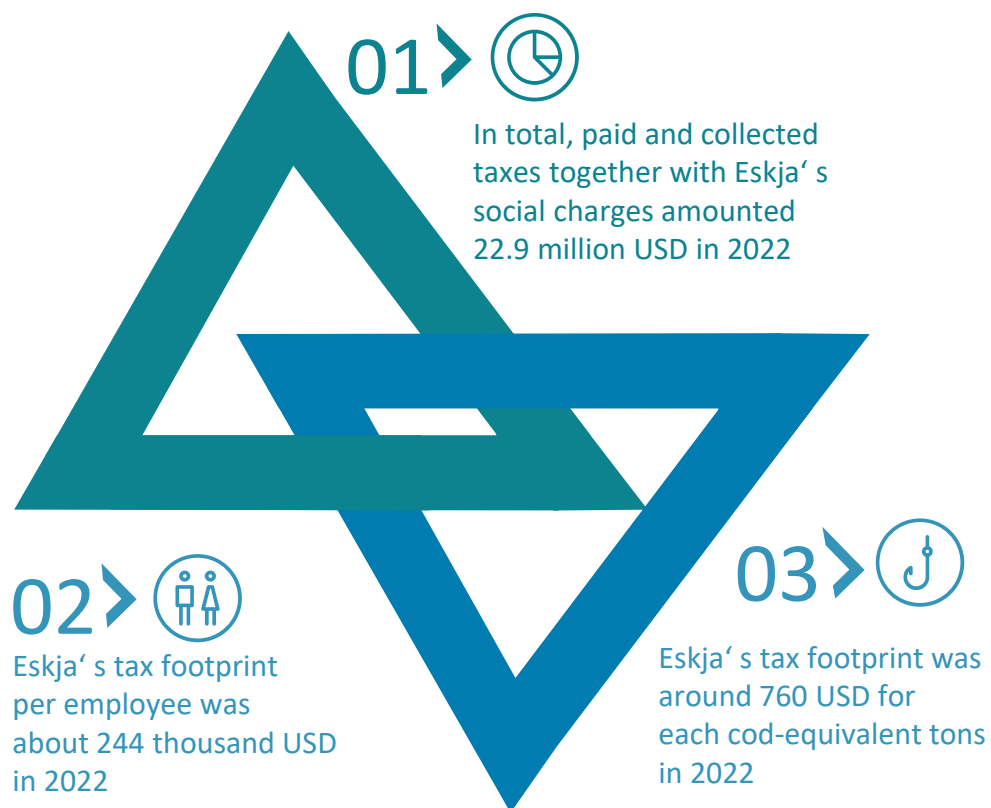 01
In total, paid and collected
taxes together with Eskja‘ s
social charges amounted
22.9 million USD in 2022
02
Eskja‘ s tax footprint
per employee was
about 244 thousand USD
in 2022
03
Eskja‘ s tax footprint was
around 760 USD for
each cod-equivalent tons
in 2022